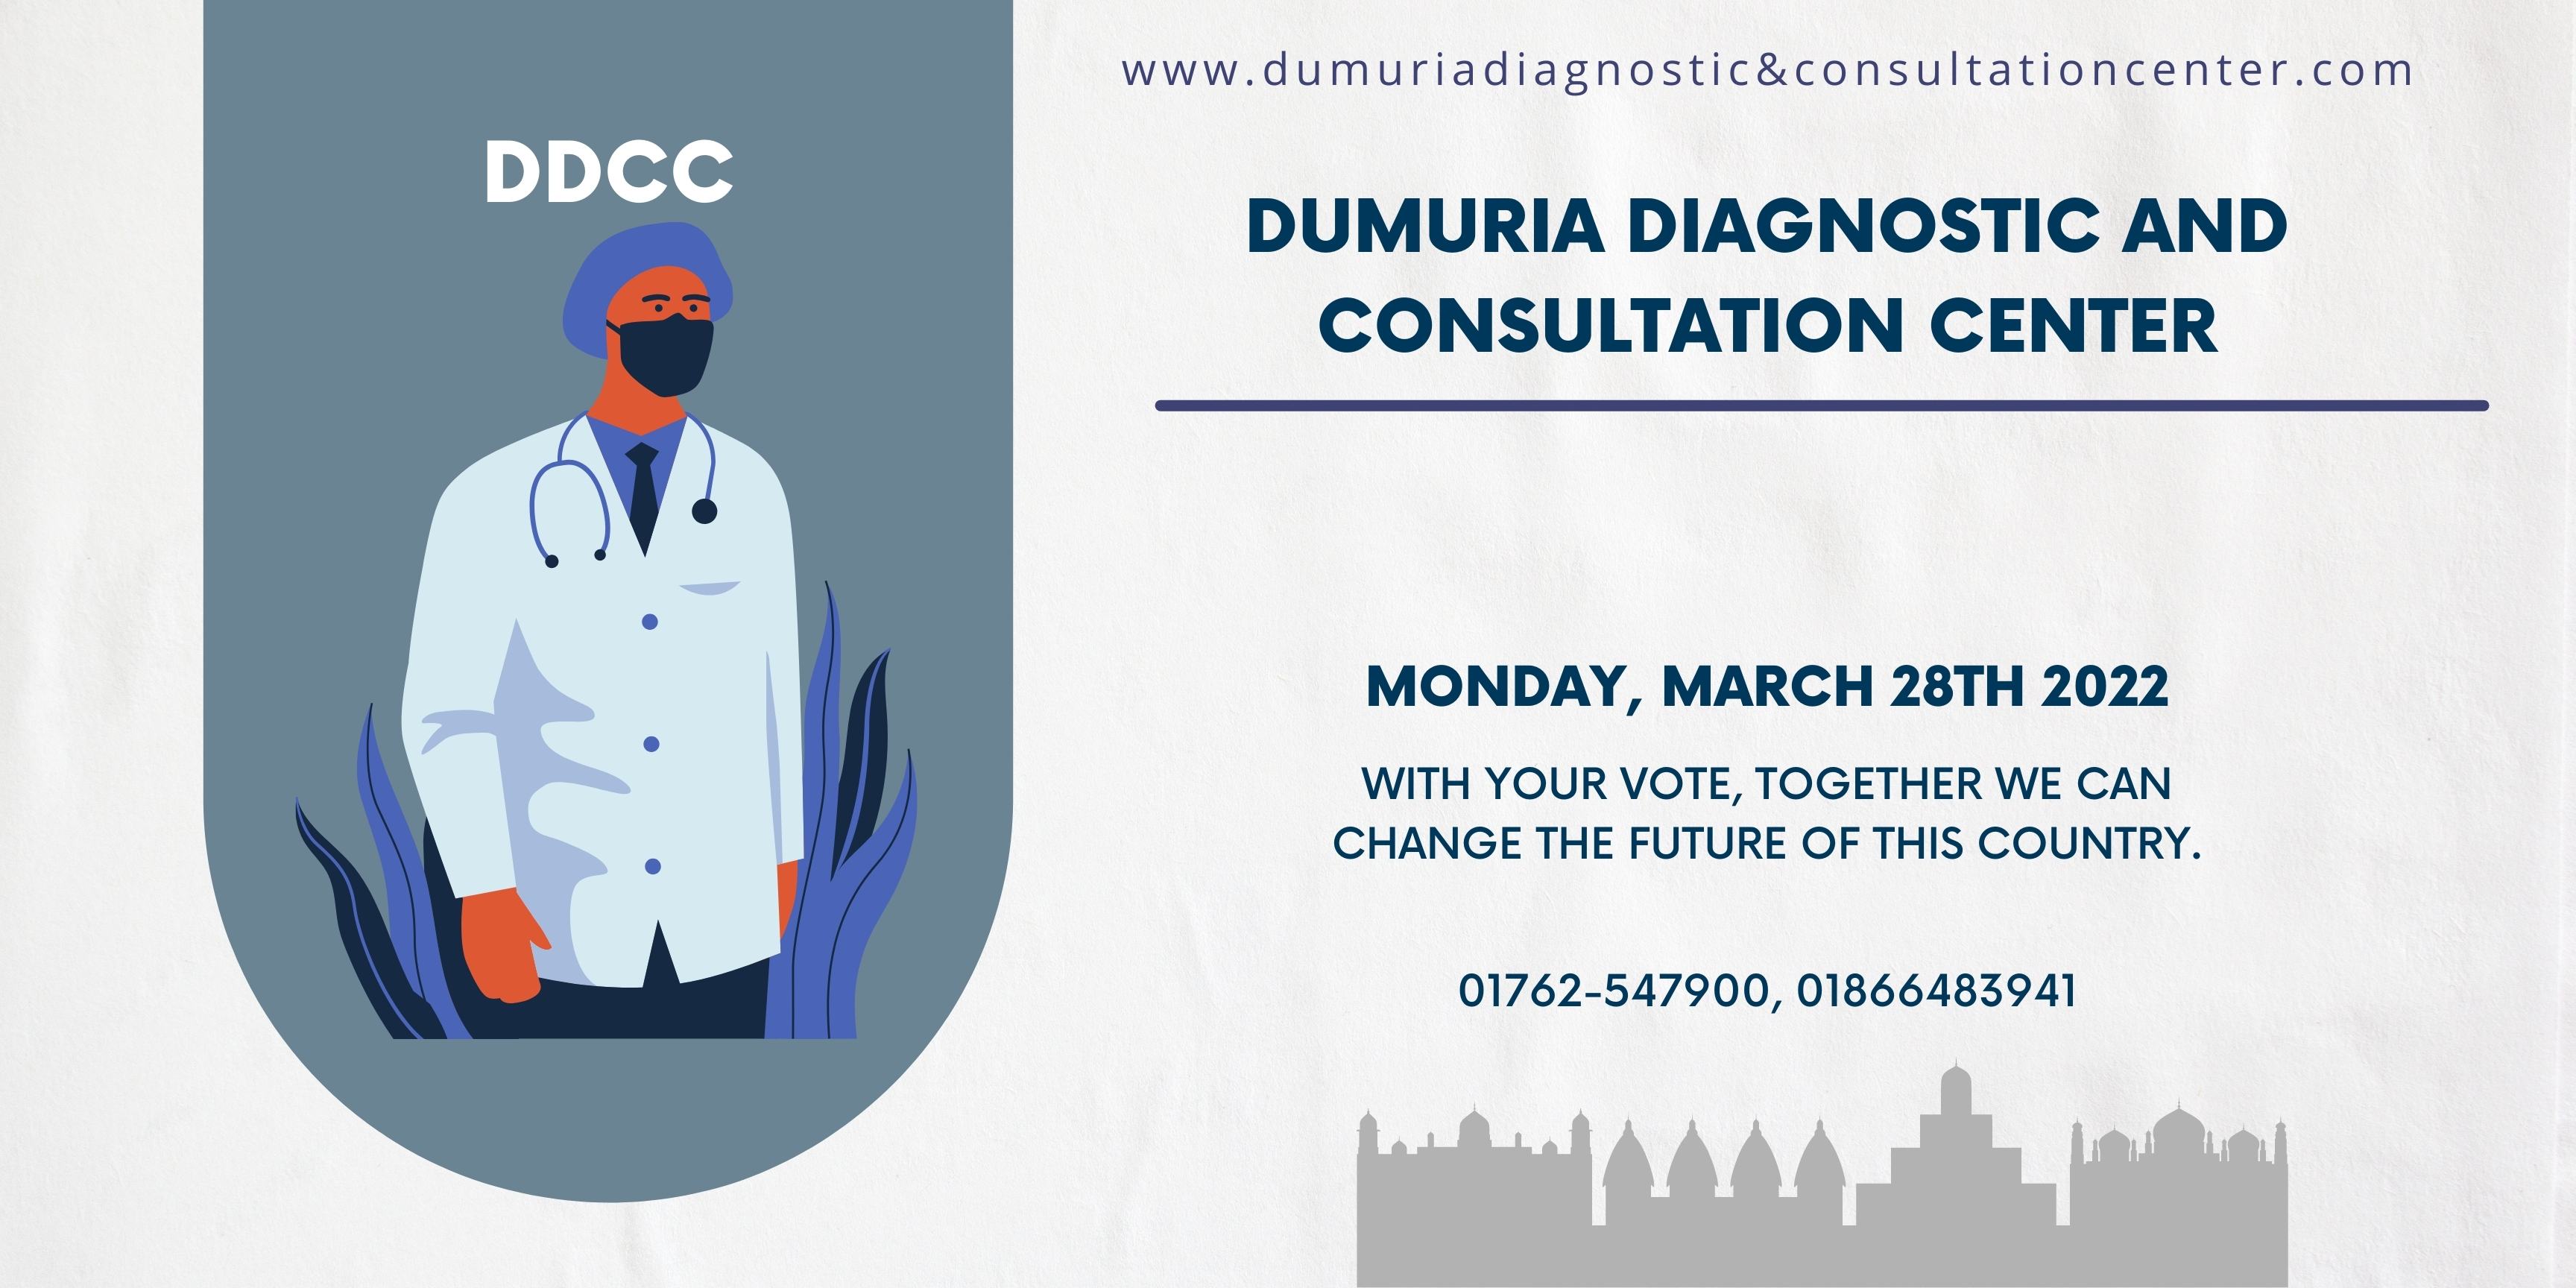 DDCC
www.dumuriadiagnostic&consultationcenter.com
DUMURIA DIAGNOSTIC AND
CONSULTATION CENTER
MONDAY, MARCH 28TH 2022
WITH YOUR VOTE, TOGETHER WE CAN
CHANGE THE FUTURE OF THIS COUNTRY.
01762-547900, 01866483941